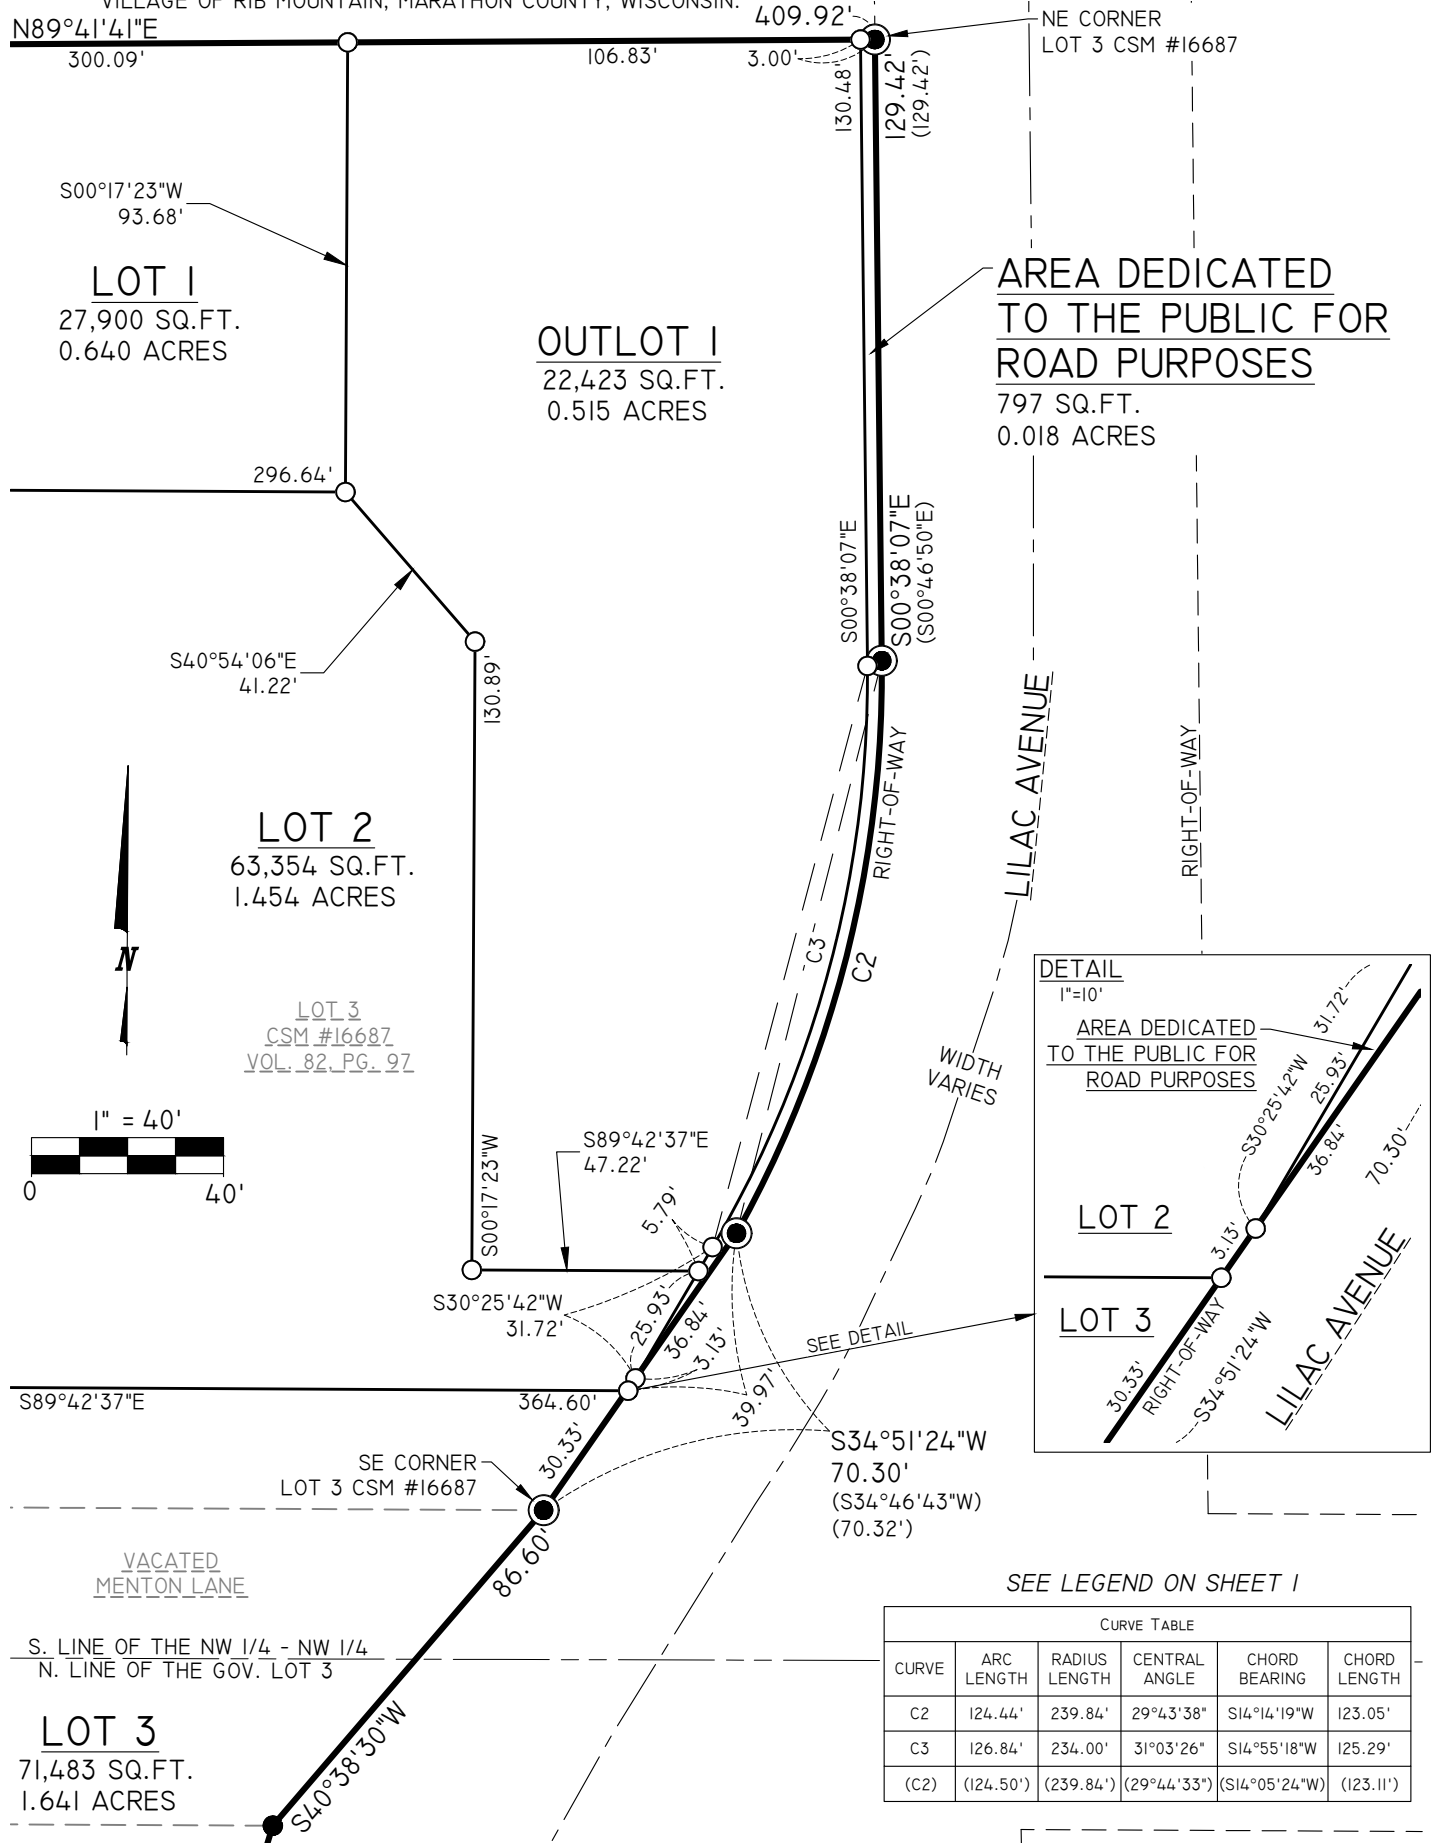 VILLAGE OF RIB MOUNTAIN, MARATHON COUNTY, WISCONSIN.
N89°41'41"E
300.09'
106.83'
3.00'
409.92'
NE CORNER
LOT 3 CSM #16687
130.48'
129.42'
(129.42')
S00°17'23"W
93.68'
LOT 1
27,900 SQ.FT.
0.640 ACRES
OUTLOT 1
22,423 SQ.FT.
0.515 ACRES
AREA DEDICATED
TO THE PUBLIC FOR
ROAD PURPOSES
797 SQ.FT.
0.018 ACRES
296.64'
S00°38'07"E
S00°38'07"E
(S00°46'50"E)
S40°54'06"E
41.22'
130.89'
LILAC AVENUE
RIGHT-OF-WAY
RIGHT-OF-WAY
LOT 2
63,354 SQ.FT.
1.454 ACRES
N
C3
C2
LOT 3
CSM #16687
VOL. 82, PG. 97
WIDTH
VARIES
1" = 40'
0
40'
S00°17'23"W
S89°42'37"E
47.22'
5.79'
S30°25'42"W
31.72'
25.93'
36.84'
3.13'
39.97'
SEE DETAIL
S89°42'37"E
364.60'
30.33'
S34°51'24"W
70.30'
(S34°46'43"W)
(70.32')
SE CORNER
LOT 3 CSM #16687
86.60'
VACATED
MENTON LANE
S. LINE OF THE NW 1/4 - NW 1/4
N. LINE OF THE GOV. LOT 3
LOT 3
71,483 SQ.FT.
1.641 ACRES
S40°38'30"W
DETAIL
1"=10'
AREA DEDICATED
TO THE PUBLIC FOR
ROAD PURPOSES
31.72'
S30°25'42"W
25.93'
36.84'
70.30'
LOT 2
3.13'
LOT 3
30.33'
RIGHT-OF-WAY
S34°51'24"W
LILAC AVENUE
SEE LEGEND ON SHEET 1
CURVE TABLE
CURVE ARC LENGTH RADIUS LENGTH CENTRAL ANGLE CHORD BEARING CHORD LENGTH
C2 124.44' 239.84' 29°43'38" S14°14'19"W 123.05'
C3 126.84' 234.00' 31°03'26" S14°55'18"W 125.29'
(C2) (124.50') (239.84') (29°44'33") (S14°05'24"W) (123.11')